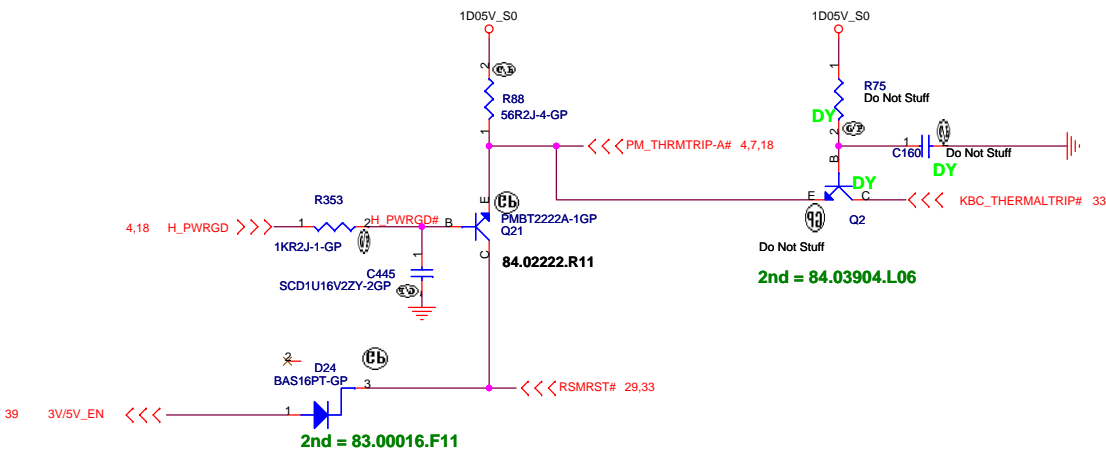 1D05V_S0
1D05V_S0
2
R88
56R2J-4-GP
1
1
R75
Do Not Stuff
DY
2
PM_THRMTRIP-A# 4,7,18
1
C160
Do Not Stuff
DY
B
DY
E
C
Q2
KBC_THERMALTRIP# 33
Do Not Stuff
2nd = 84.03904.L06
E
PMBT2222A-1GP
Q21
B
C
84.02222.R11
R353
4,18 H_PWRGD
1
2
H_PWRGD#
1KR2J-1-GP
1
C445
SCD1U16V2ZY-2GP
2
D24
BAS16PT-GP
3
RSMRST# 29,33
39 3V/5V_EN
1
2nd = 83.00016.F11